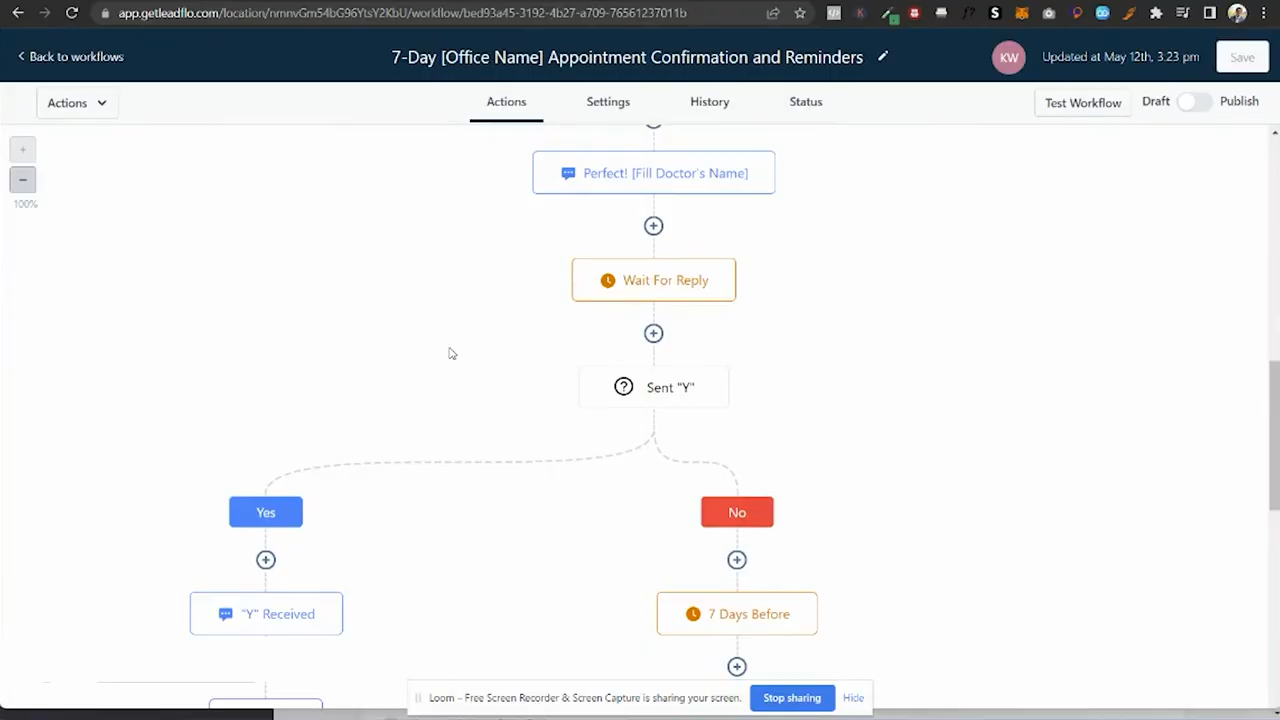 app.getleadflo.com/location/nmnvGm54bG96YtsY2KbU/workflow/bed93a45-3192-4b27-a709-76561237011b
Back to workflows
7-Day [Office Name] Appointment Confirmation and Reminders
KW
Updated at May 12th, 3:23 pm
Save
Actions
Actions
Settings
History
Status
Test Workflow
Draft
Publish
+
−
100%
Perfect! [Fill Doctor's Name]
Wait For Reply
Sent "Y"
Yes
No
"Y" Received
7 Days Before
Loom – Free Screen Recorder & Screen Capture is sharing your screen.
Stop sharing
Hide